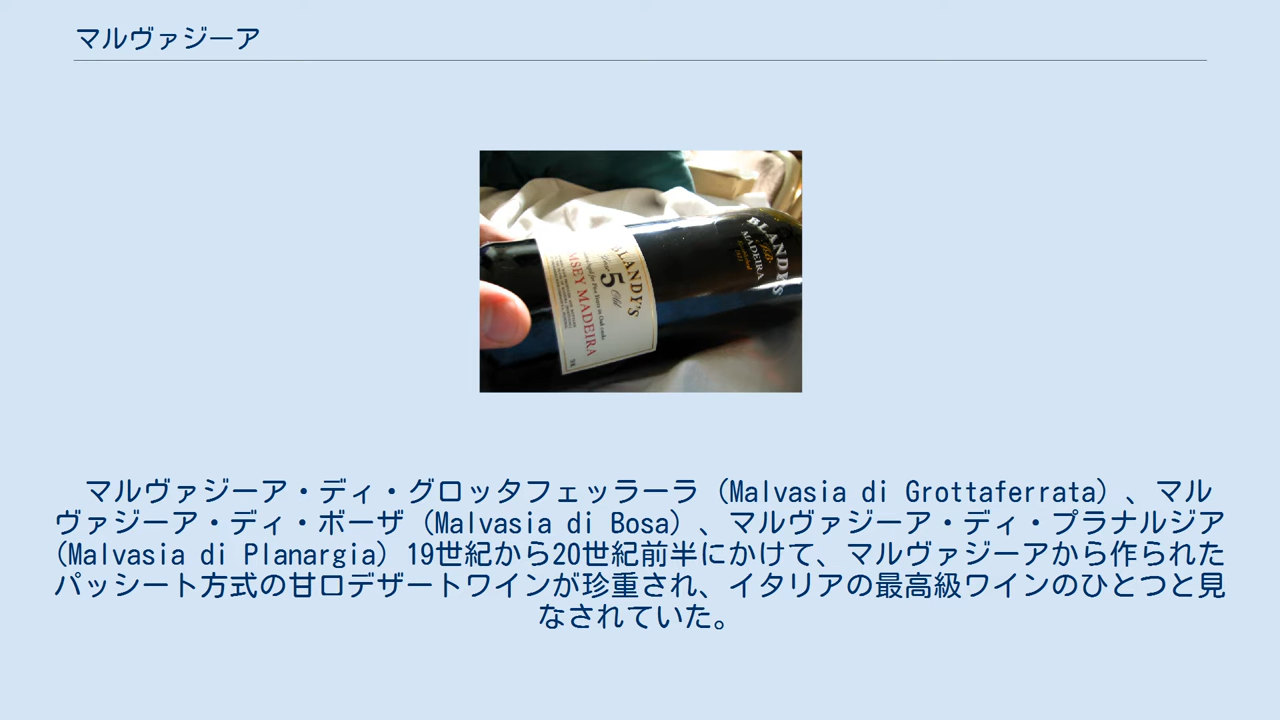 マルヴァジーア
BLANDY'S
MADEIRA
BLANDY'S
5
Old
MSEY MADEIRA
マルヴァジーア・ディ・グロッタフェッラーラ（Malvasia di Grottaferrata）、マル
ヴァジーア・ディ・ボーザ（Malvasia di Bosa）、マルヴァジーア・ディ・プラナルジア
(Malvasia di Planargia）19世紀から20世紀前半にかけて、マルヴァジーアから作られた
パッシート方式の甘口デザートワインが珍重され、イタリアの最高級ワインのひとつと見
なされていた。